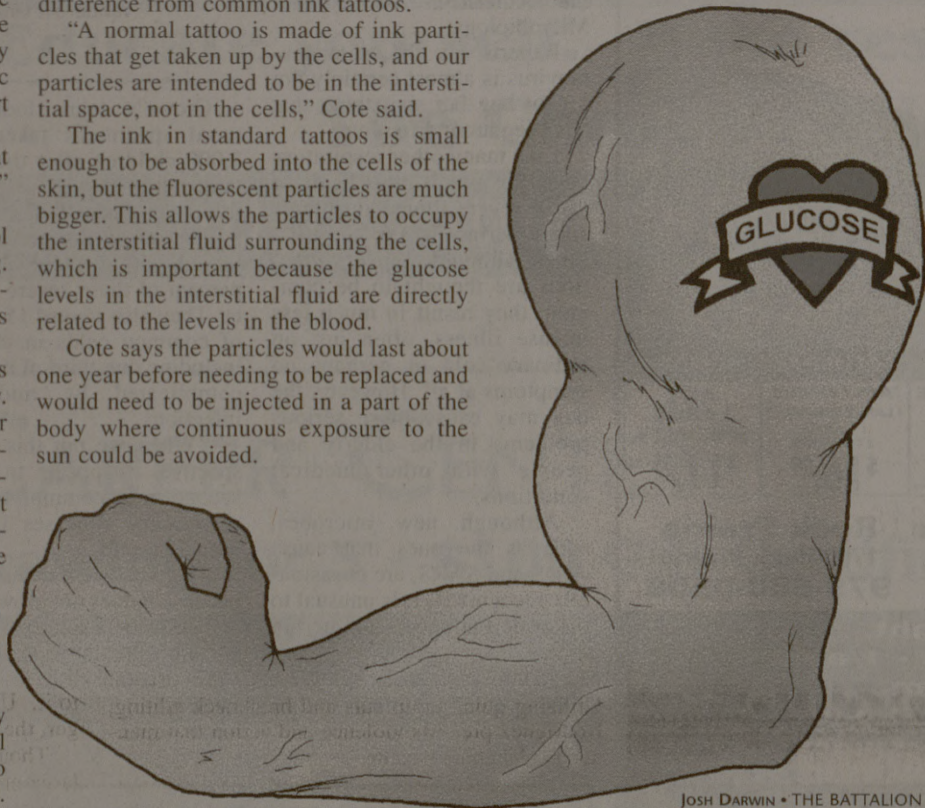 difference from common ink tattoos.
“A normal tattoo is made of ink parti-
cles that get taken up by the cells, and our
particles are intended to be in the intersti-
tial space, not in the cells,” Cote said.
The ink in standard tattoos is small
enough to be absorbed into the cells of the
skin, but the fluorescent particles are much
bigger. This allows the particles to occupy
the interstitial fluid surrounding the cells,
which is important because the glucose
levels in the interstitial fluid are directly
related to the levels in the blood.
Cote says the particles would last about
one year before needing to be replaced and
would need to be injected in a part of the
body where continuous exposure to the
sun could be avoided.
GLUCOSE
JOSH DARWIN • THE BATTALION